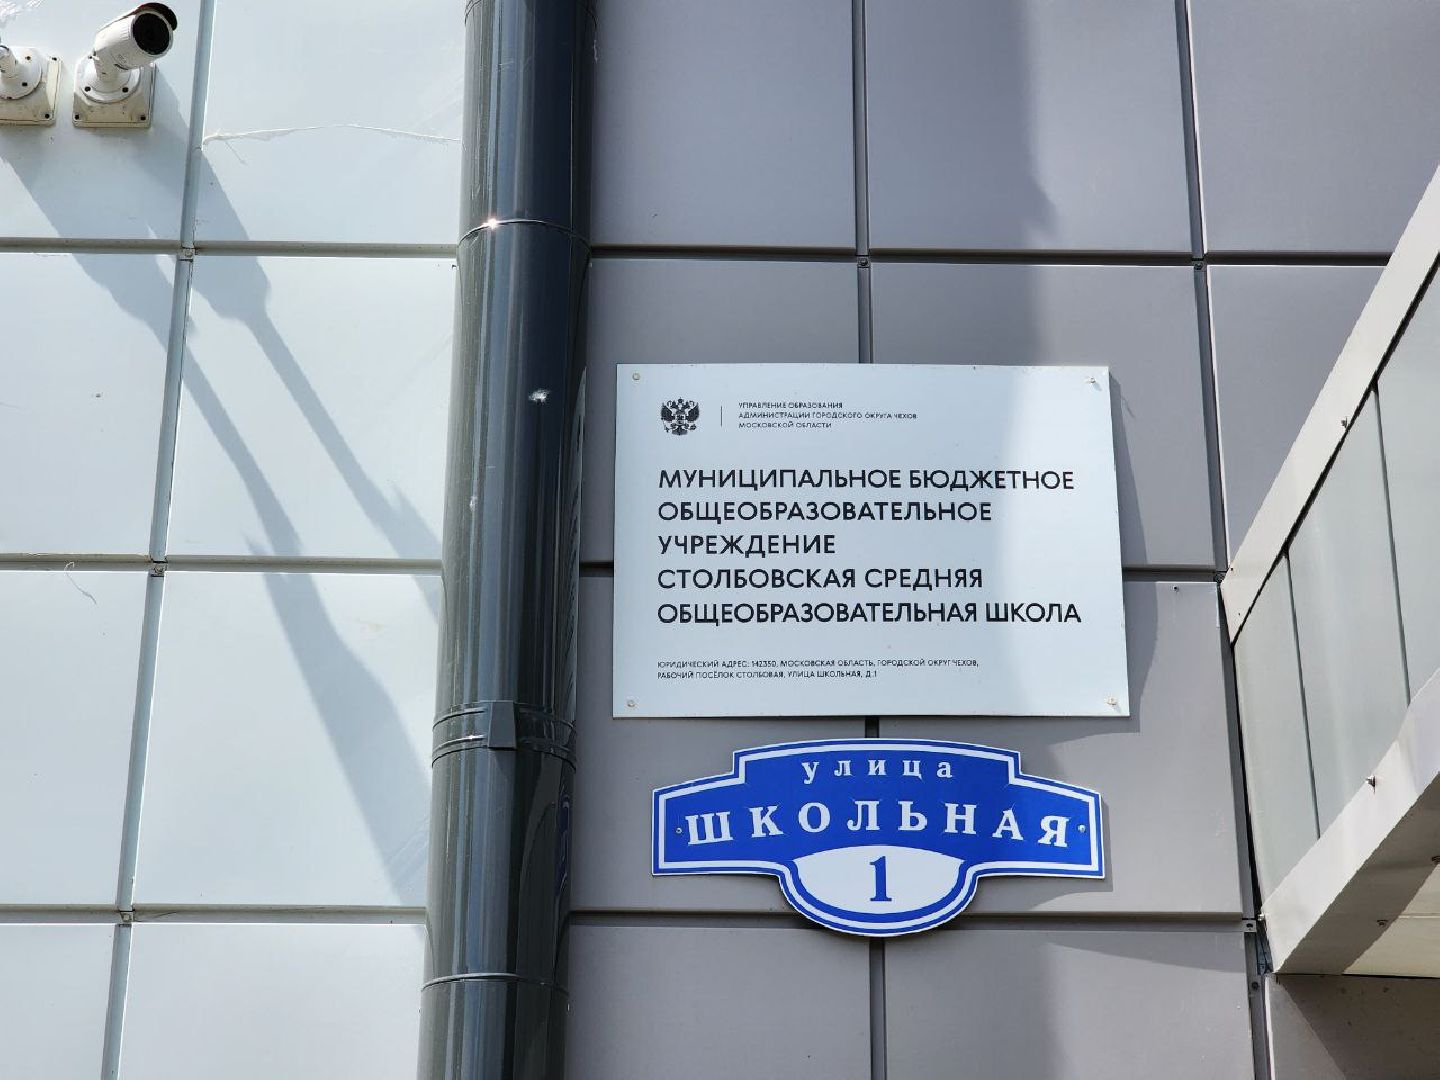 УПРАВЛЕНИЕ ОБРАЗОВАНИЯ
АДМИНИСТРАЦИИ ГОРОДСКОГО ОКРУГА ЧЕХОВ
МОСКОВСКОЙ ОБЛАСТИ
МУНИЦИПАЛЬНОЕ БЮДЖЕТНОЕ
ОБЩЕОБРАЗОВАТЕЛЬНОЕ
УЧРЕЖДЕНИЕ
СТОЛБОВСКАЯ СРЕДНЯЯ
ОБЩЕОБРАЗОВАТЕЛЬНАЯ ШКОЛА
ЮРИДИЧЕСКИЙ АДРЕС: 142350, МОСКОВСКАЯ ОБЛАСТЬ, ГОРОДСКОЙ ОКРУГ ЧЕХОВ,
РАБОЧИЙ ПОСЁЛОК СТОЛБОВАЯ, УЛИЦА ШКОЛЬНАЯ, Д.1
улица
ШКОЛЬНАЯ
1